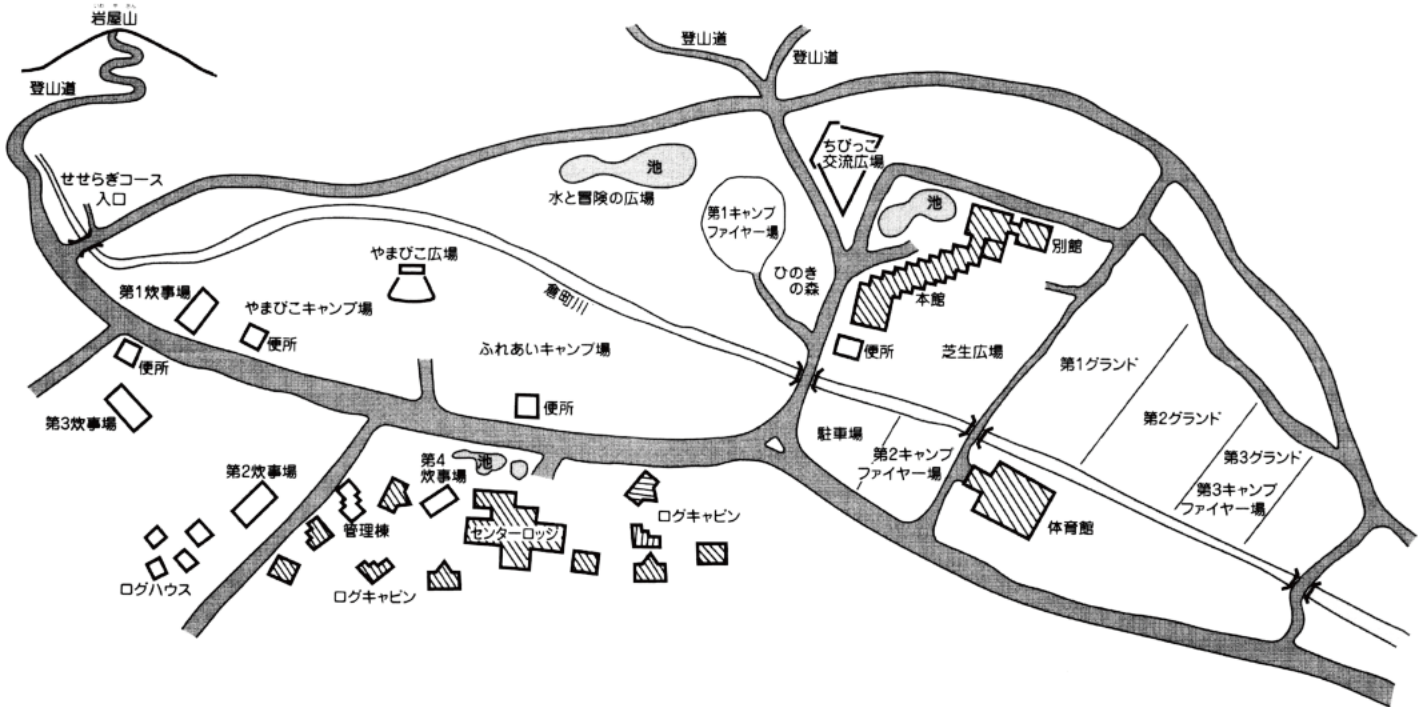 いわやさん
岩屋山
登山道
登山道
登山道
せせらぎコース
入口
池
水と冒険の広場
ちびっこ
交流広場
池
第1キャンプ
ファイヤー場
別館
やまびこ広場
ひのき
の森
本館
倉町川
第1炊事場
やまびこキャンプ場
便所
便所
ふれあいキャンプ場
便所
芝生広場
第1グランド
第2グランド
第3炊事場
便所
駐車場
第2キャンプ
ファイヤー場
第3グランド
第3キャンプ
ファイヤー場
第2炊事場
第4
炊事場
池
管理棟
センターロッジ
ログキャビン
体育館
ログハウス
ログキャビン